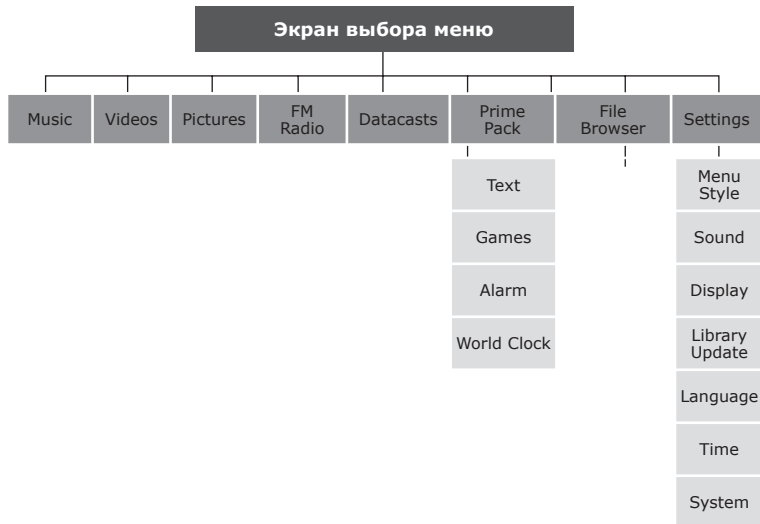 Экран выбора меню
Music
Videos
Pictures
FM
Radio
Datacasts
Prime
Pack
File
Browser
Settings
Text
Games
Alarm
World Clock
Menu
Style
Sound
Display
Library
Update
Language
Time
System